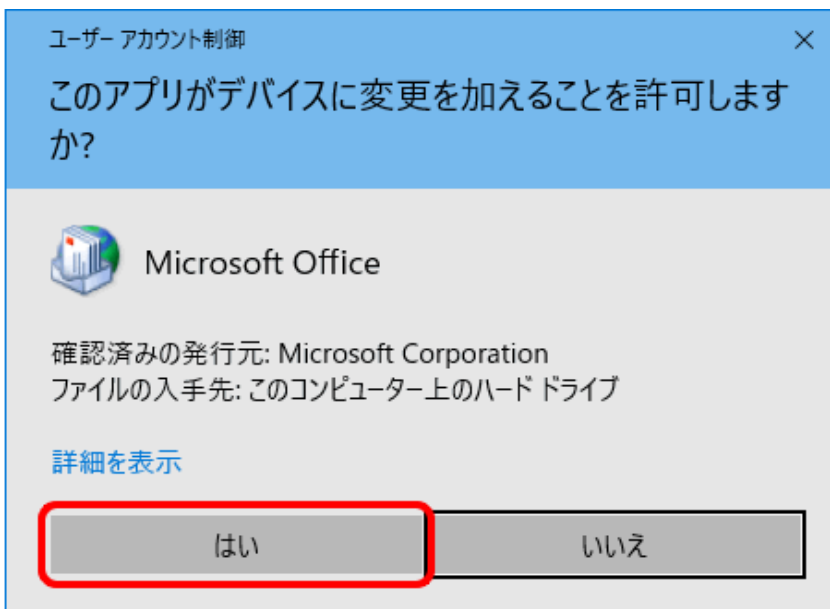 ユーザー アカウント制御
このアプリがデバイスに変更を加えることを許可します
か?
Microsoft Office
確認済みの発行元: Microsoft Corporation
ファイルの入手先: このコンピューター上のハード ドライブ
詳細を表示
はい
いいえ